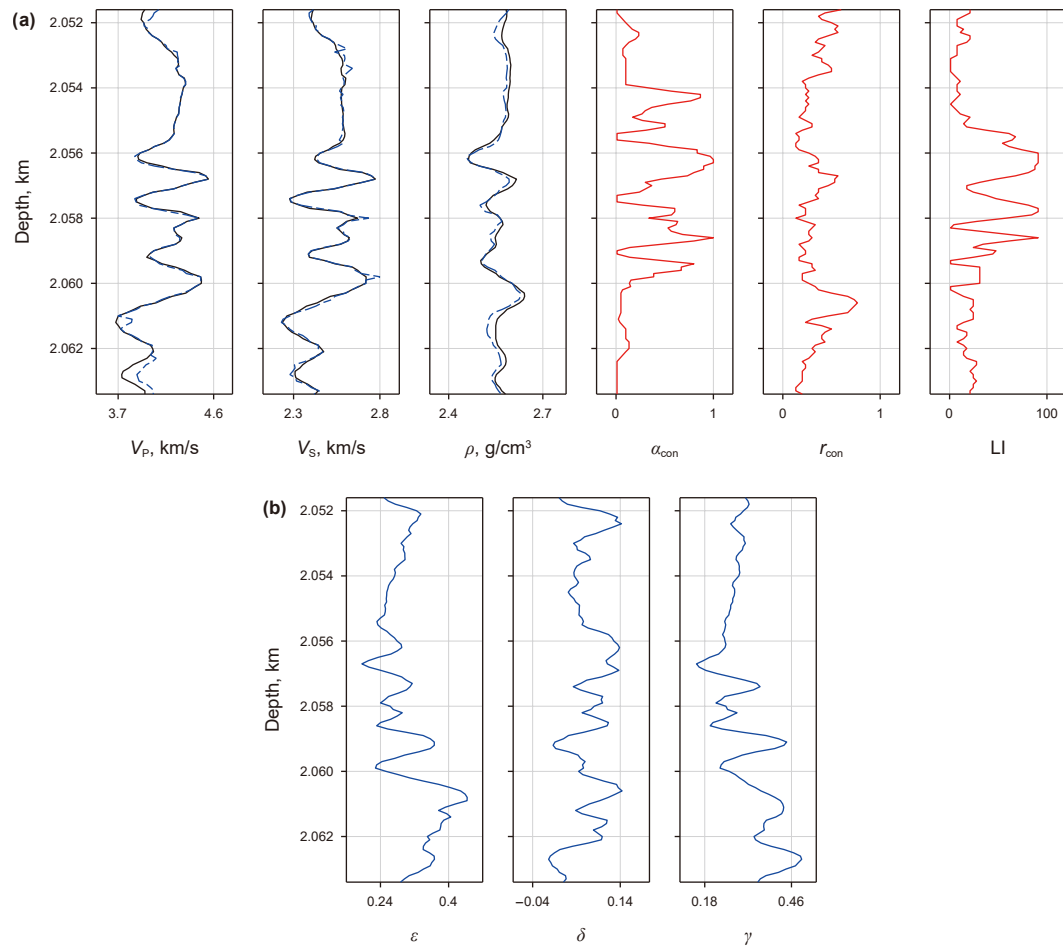 (a)
2.052
2.054
2.056
2.058
2.060
2.062
Depth, km
3.7 4.6
2.3 2.8
2.4 2.7
0 1
0 1
0 100
V_P, km/s
V_S, km/s
ρ, g/cm³
α_con
r_con
LI
(b)
2.052
2.054
2.056
2.058
2.060
2.062
Depth, km
0.24 0.4
−0.04 0.14
0.18 0.46
ε
δ
γ